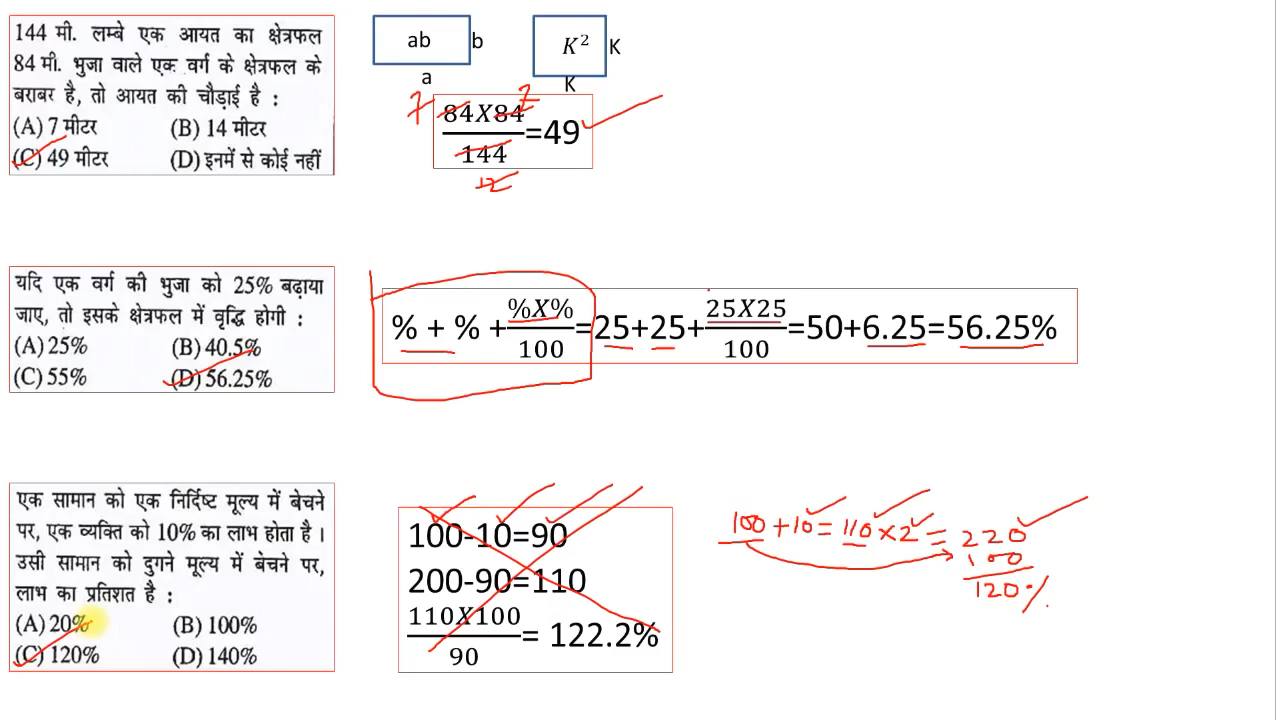 144 मी. लम्बे एक आयत का क्षेत्रफल
84 मी. भुजा वाले एक वर्ग के क्षेत्रफल के
बराबर है, तो आयत की चौड़ाई है :
(A) 7 मीटर (B) 14 मीटर
(C) 49 मीटर (D) इनमें से कोई नहीं
ab b
a
K² K
K
7 7
84X84
144
=49
12
यदि एक वर्ग की भुजा को 25% बढ़ाया
जाए, तो इसके क्षेत्रफल में वृद्धि होगी :
(A) 25% (B) 40.5%
(C) 55% (D) 56.25%
% + % + %X%/100 =25+25+ 25X25/100 =50+6.25=56.25%
एक सामान को एक निर्दिष्ट मूल्य में बेचने
पर, एक व्यक्ति को 10% का लाभ होता है ।
उसी सामान को दुगने मूल्य में बेचने पर,
लाभ का प्रतिशत है :
(A) 20% (B) 100%
(C) 120% (D) 140%
100-10=90
200-90=110
110X100/90 = 122.2%
100 + 10 = 110 × 2 = 220
100
120%